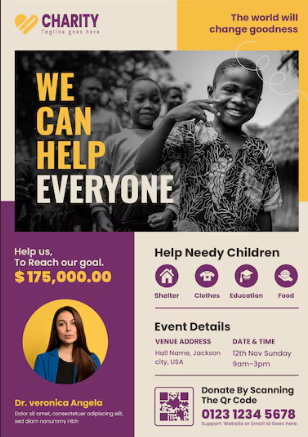 CHARITY
Tagline goes here
The world will
change goodness
WE
CAN
HELP
EVERYONE
Help us,
To Reach our goal.
$175,000.00
Dr. veronica Angela
Dolor sit amet, consectetuer adipiscing elit,
sed diam nonummy nibh
Help Needy Children
Shelter
Clothes
Education
Food
Event Details
VENUE ADDRESS
Hall Name, Jackson
city, USA
DATE & TIME
12th Nov Sunday
9am-3pm
Donate By Scanning
The Qr Code
0123 1234 5678
Support: Website or Email Id Goes here.